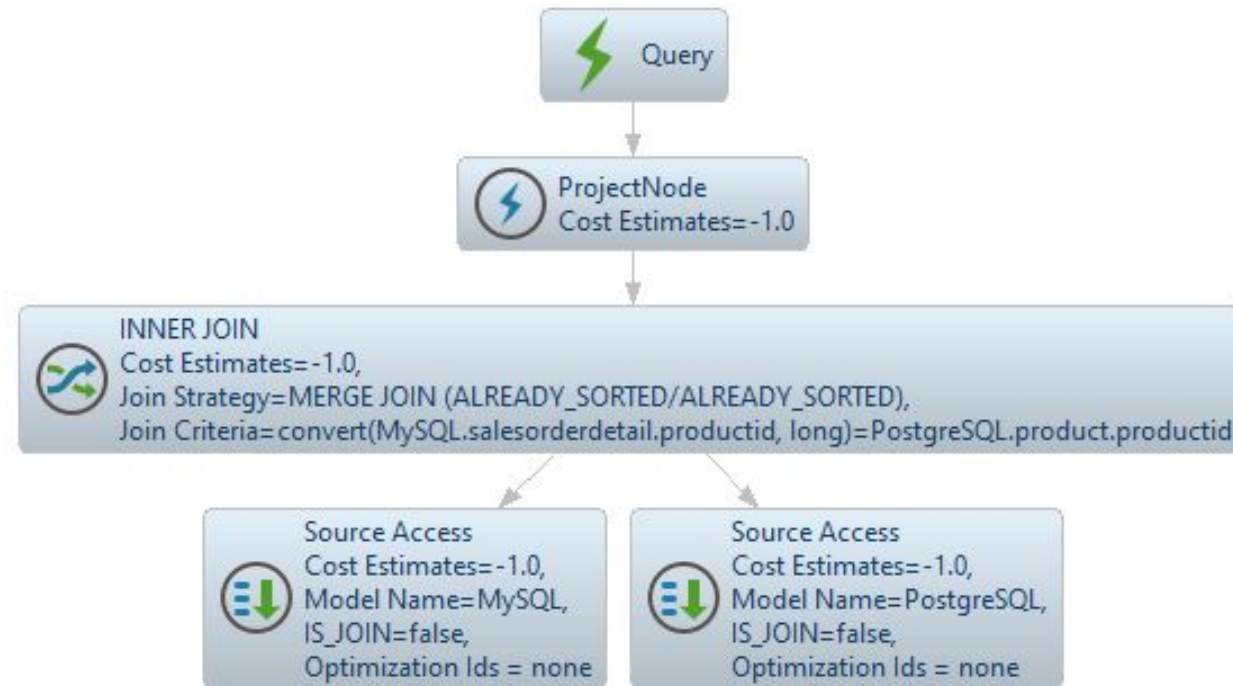 Query
ProjectNode
Cost Estimates=-1.0
INNER JOIN
Cost Estimates=-1.0,
Join Strategy=MERGE JOIN (ALREADY_SORTED/ALREADY_SORTED),
Join Criteria=convert(MySQL.salesorderdetail.productid, long)=PostgreSQL.product.productid
Source Access
Cost Estimates=-1.0,
Model Name=MySQL,
IS_JOIN=false,
Optimization Ids = none
Source Access
Cost Estimates=-1.0,
Model Name=PostgreSQL,
IS_JOIN=false,
Optimization Ids = none